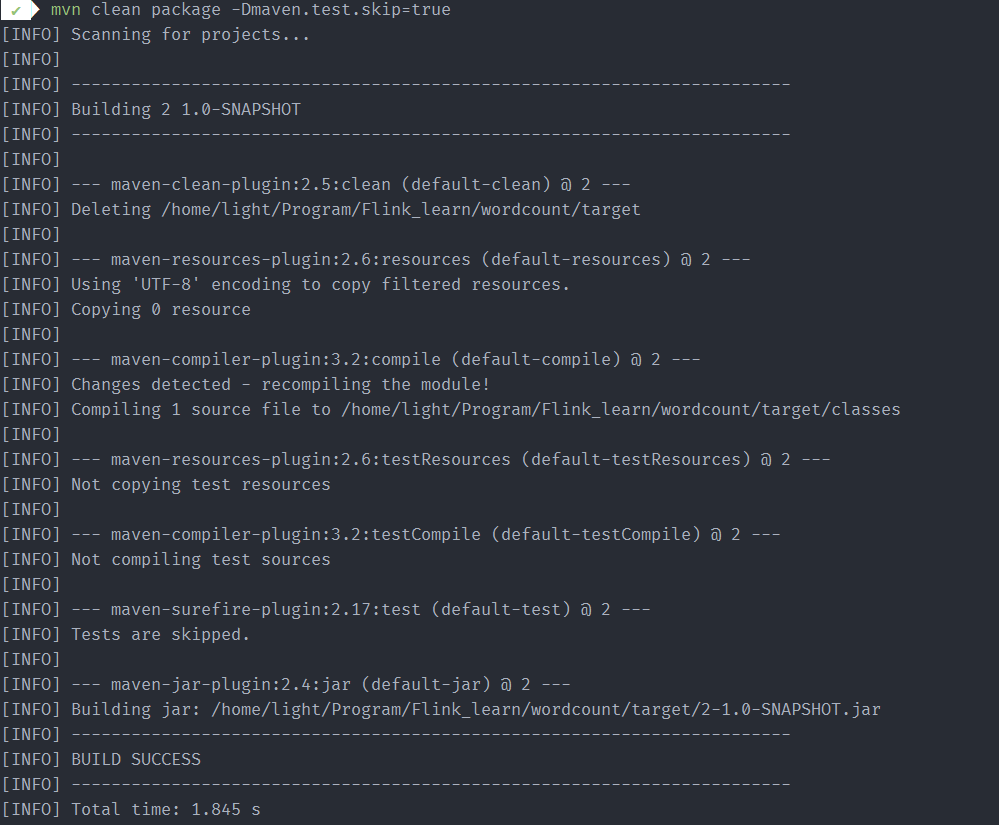 ✔ mvn clean package -Dmaven.test.skip=true
[INFO] Scanning for projects...
[INFO]
[INFO] ------------------------------------------------------------------------
[INFO] Building 2 1.0-SNAPSHOT
[INFO] ------------------------------------------------------------------------
[INFO]
[INFO] --- maven-clean-plugin:2.5:clean (default-clean) @ 2 ---
[INFO] Deleting /home/light/Program/Flink_learn/wordcount/target
[INFO]
[INFO] --- maven-resources-plugin:2.6:resources (default-resources) @ 2 ---
[INFO] Using 'UTF-8' encoding to copy filtered resources.
[INFO] Copying 0 resource
[INFO]
[INFO] --- maven-compiler-plugin:3.2:compile (default-compile) @ 2 ---
[INFO] Changes detected - recompiling the module!
[INFO] Compiling 1 source file to /home/light/Program/Flink_learn/wordcount/target/classes
[INFO]
[INFO] --- maven-resources-plugin:2.6:testResources (default-testResources) @ 2 ---
[INFO] Not copying test resources
[INFO]
[INFO] --- maven-compiler-plugin:3.2:testCompile (default-testCompile) @ 2 ---
[INFO] Not compiling test sources
[INFO]
[INFO] --- maven-surefire-plugin:2.17:test (default-test) @ 2 ---
[INFO] Tests are skipped.
[INFO]
[INFO] --- maven-jar-plugin:2.4:jar (default-jar) @ 2 ---
[INFO] Building jar: /home/light/Program/Flink_learn/wordcount/target/2-1.0-SNAPSHOT.jar
[INFO] ------------------------------------------------------------------------
[INFO] BUILD SUCCESS
[INFO] ------------------------------------------------------------------------
[INFO] Total time: 1.845 s